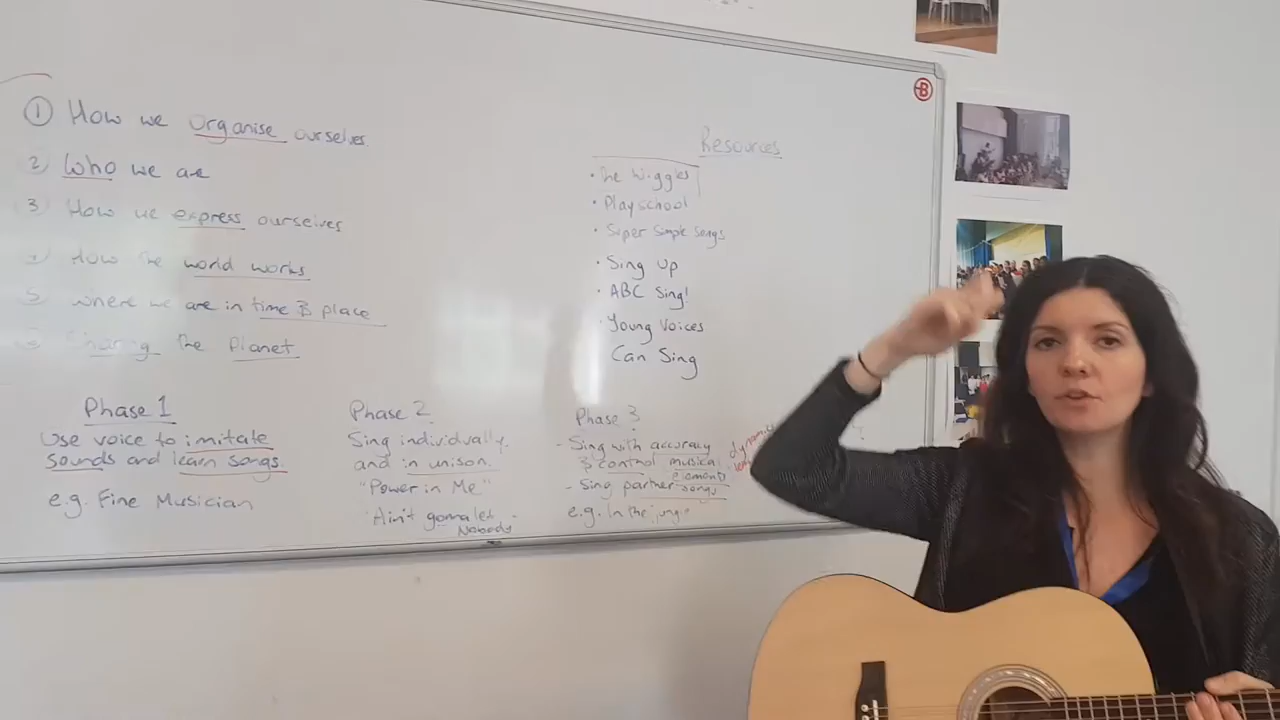 ① How we Organise ourselves
② Who we are
③ How we express ourselves
④ How the world works
⑤ where we are in time & place
⑥ Sharing the Planet
Resources
• The Wiggles
• Playschool
• Super Simple Songs
• Sing Up
• ABC Sing!
• Young Voices
Can Sing
Phase 1
Use voice to imitate
sounds and learn songs.
e.g. Fine Musician
Phase 2
Sing individually
and in unison.
"Power in Me"
"Ain't gonna let
Nobody
Phase 3
- Sing with accuracy
& control musical
elements
- Sing partner songs
e.g. In the jungle
B